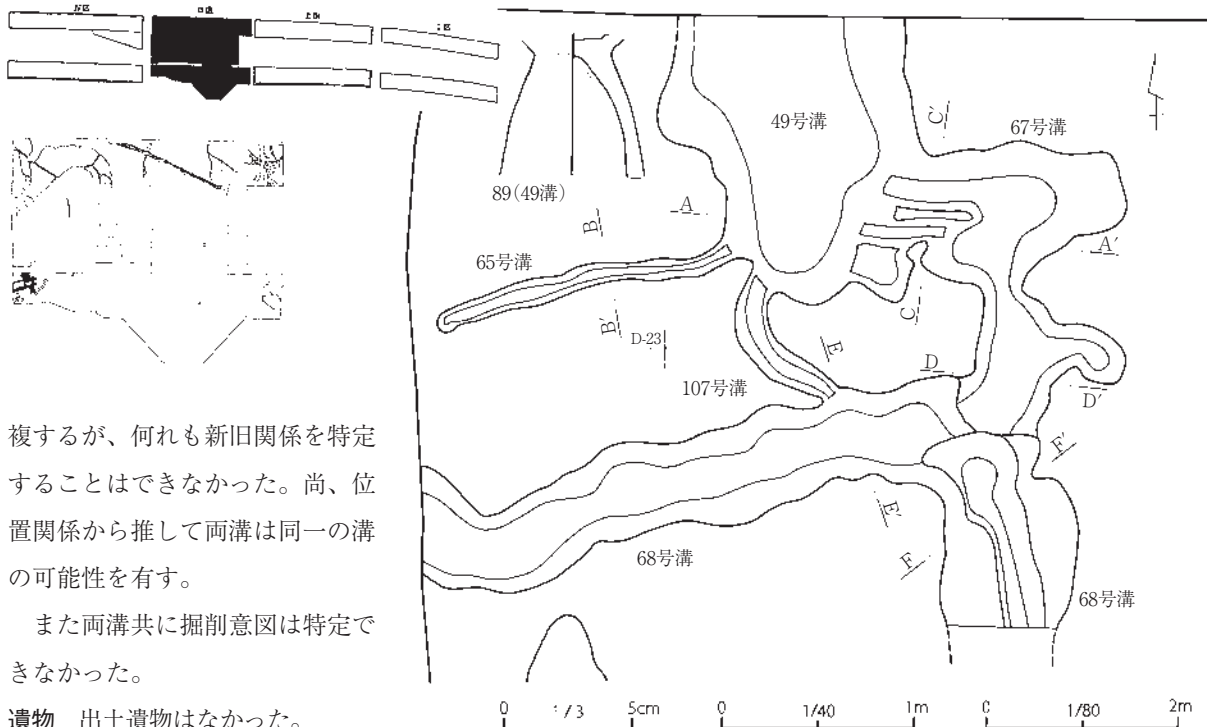 49号溝
67号溝
C′
89(49溝)
A
B
A′
65号溝
C
B′
D-23
E
D
107号溝
D′
F′
E′
F
68号溝
68号溝
複するが、何れも新旧関係を特定
することはできなかった。尚、位
置関係から推して両溝は同一の溝
の可能性を有す。
また両溝共に掘削意図は特定で
きなかった。
遺物 出土遺物はなかった。
0 1/3 5cm 0 1/40 1m 0 1/80 2m